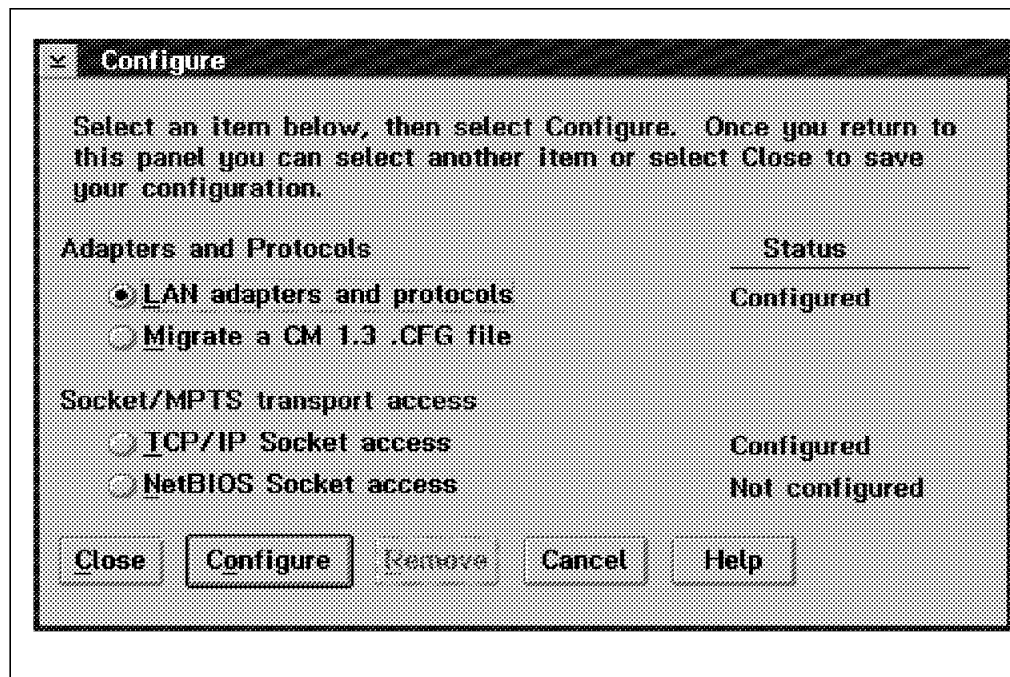 Configure
Select an item below, then select Configure. Once you return to
this panel you can select another item or select Close to save
your configuration.
Adapters and Protocols Status
LAN adapters and protocols Configured
Migrate a CM 1.3 .CFG file
Socket/MPTS transport access
TCP/IP Socket access Configured
NetBIOS Socket access Not configured
Close Configure Remove Cancel Help